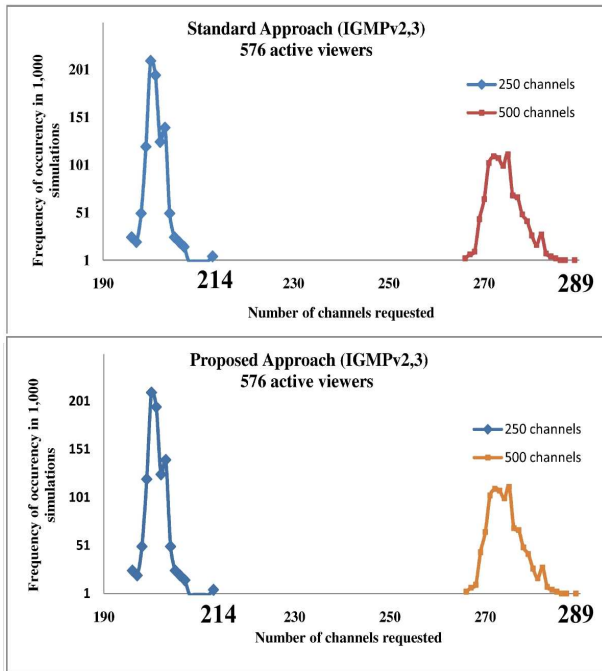 Standard Approach (IGMPv2,3)
576 active viewers
Frequency of occurency in 1,000
simulations
201
151
101
51
1
250 channels
500 channels
190
214
230
250
270
289
Number of channels requested
Proposed Approach (IGMPv2,3)
576 active viewers
Frequency of occurency in 1,000
simulations
201
151
101
51
1
250 channels
500 channels
190
214
230
250
270
289
Number of channels requested